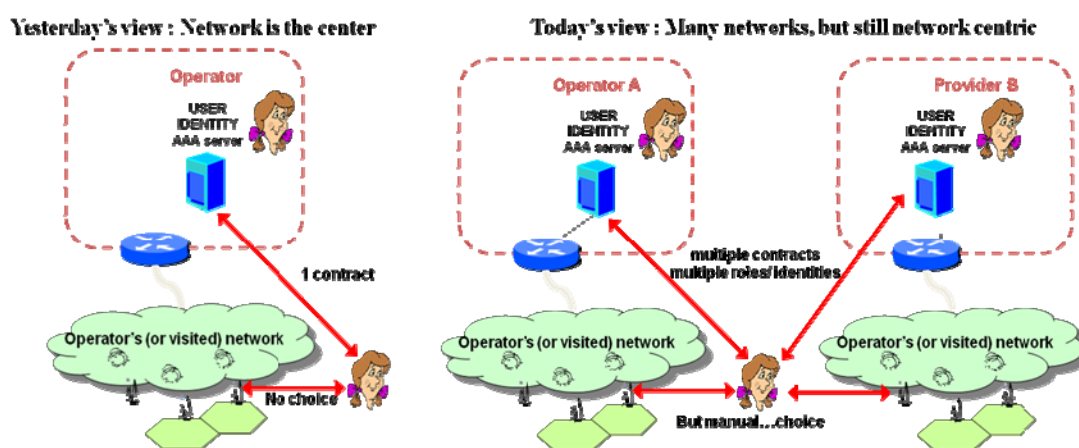 Yesterday's view : Network is the center
Operator
USER
IDENTITY
AAA server
1 contract
Operator's (or visited) network
No choice
Today's view : Many networks, but still network centric
Operator A
USER
IDENTITY
AAA server
Provider B
USER
IDENTITY
AAA server
multiple contracts
multiple roles/identities
Operator's (or visited) network
Operator's (or visited) network
But manual...choice